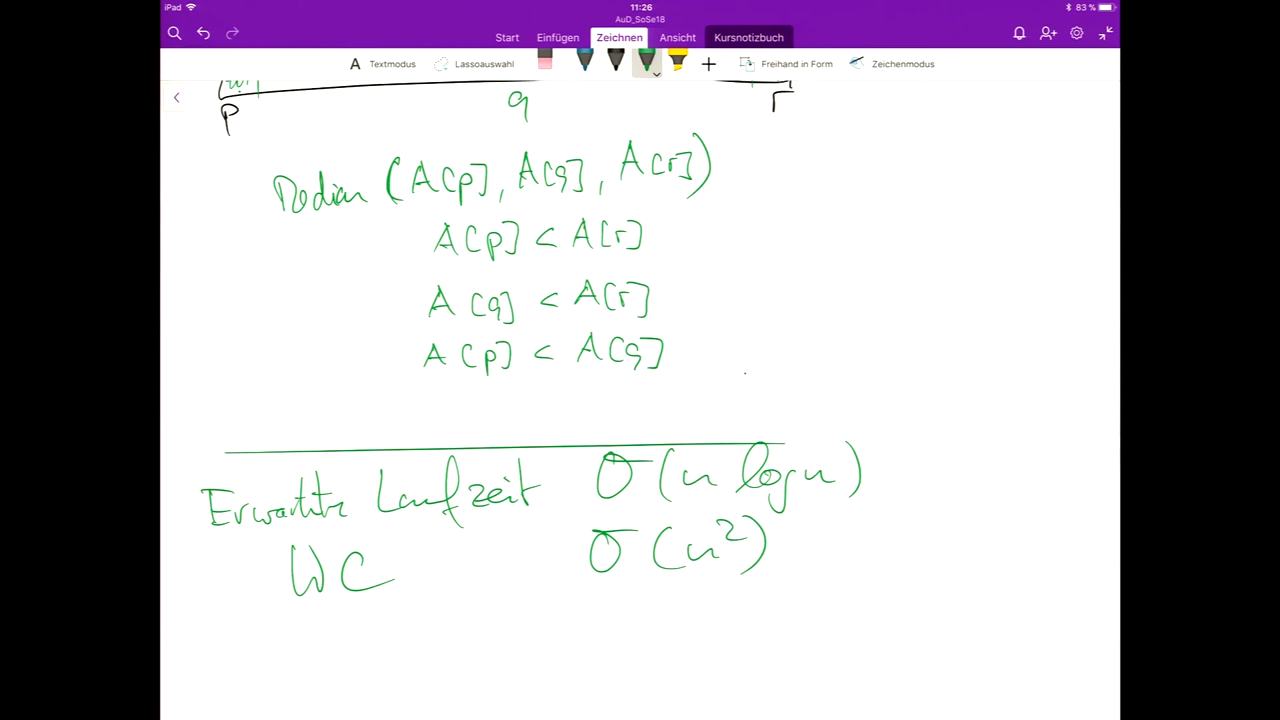 iPad 11:26 83 %
AuD_SoSe18
Start Einfügen Zeichnen Ansicht Kursnotizbuch
A Textmodus Lassoauswahl Freihand in Form Zeichenmodus
p q r
Median (A[p], A[q], A[r])
A[p] < A[r]
A[q] < A[r]
A[p] < A[q]
Erwartete Laufzeit O(n log n)
WC O(n²)